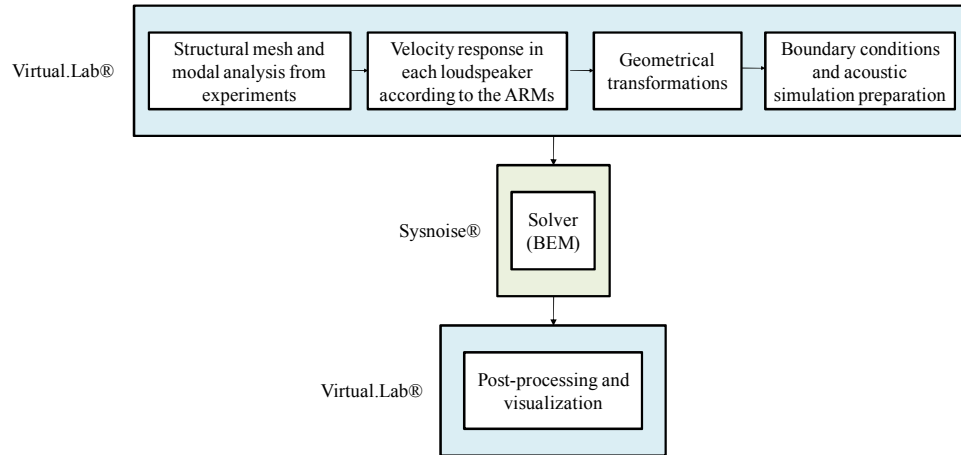 Virtual.Lab®
Structural mesh and
modal analysis from
experiments
Velocity response in
each loudspeaker
according to the ARMs
Geometrical
transformations
Boundary conditions
and acoustic
simulation preparation
Sysnoise®
Solver
(BEM)
Virtual.Lab®
Post-processing and
visualization